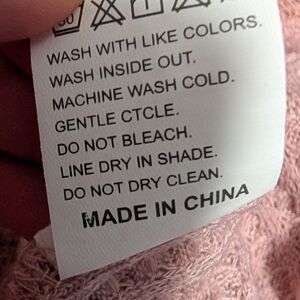 30
WASH WITH LIKE COLORS.
WASH INSIDE OUT.
MACHINE WASH COLD.
GENTLE CTCLE.
DO NOT BLEACH.
LINE DRY IN SHADE.
DO NOT DRY CLEAN.
MADE IN CHINA